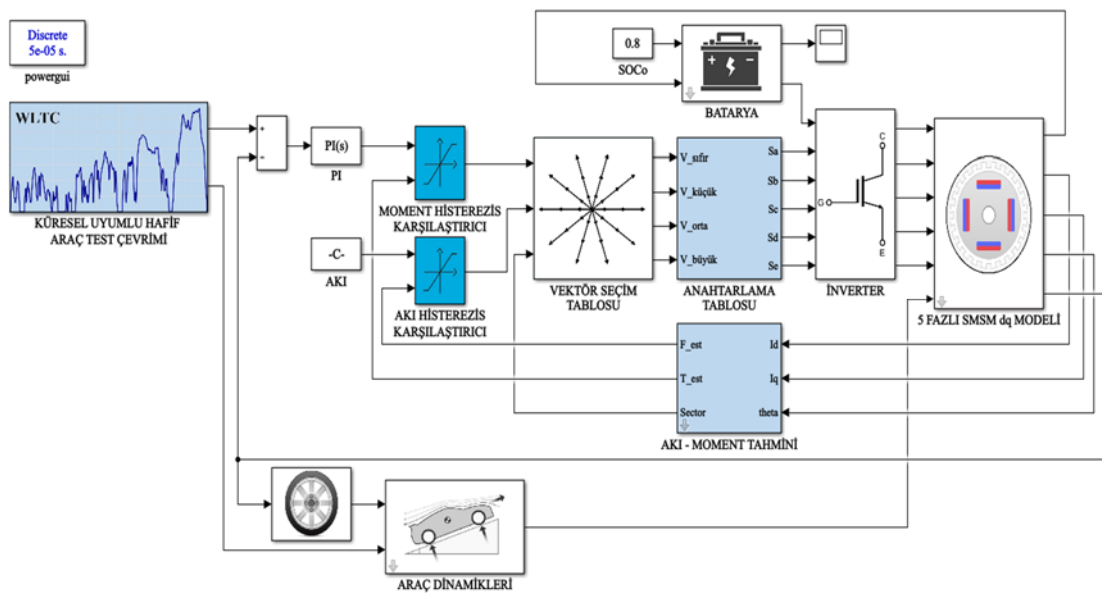 Discrete
5e-05 s.
powergui
WLTC
KÜRESEL UYUMLU HAFİF
ARAÇ TEST ÇEVRİMİ
+
-
PI(s)
PI
-C-
AKI
MOMENT HİSTEREZİS
KARŞILAŞTIRICI
AKI HİSTEREZİS
KARŞILAŞTIRICI
VEKTÖR SEÇİM
TABLOSU
V_sıfır
V_küçük
V_orta
V_büyük
Sa
Sb
Sc
Sd
Se
ANAHTARLAMA
TABLOSU
0.8
SOCo
+ -
BATARYA
C
G
E
İNVERTER
5 FAZLI SMSM dq MODELİ
F_est
T_est
Sector
Id
Iq
theta
AKI - MOMENT TAHMİNİ
ARAÇ DİNAMİKLERİ